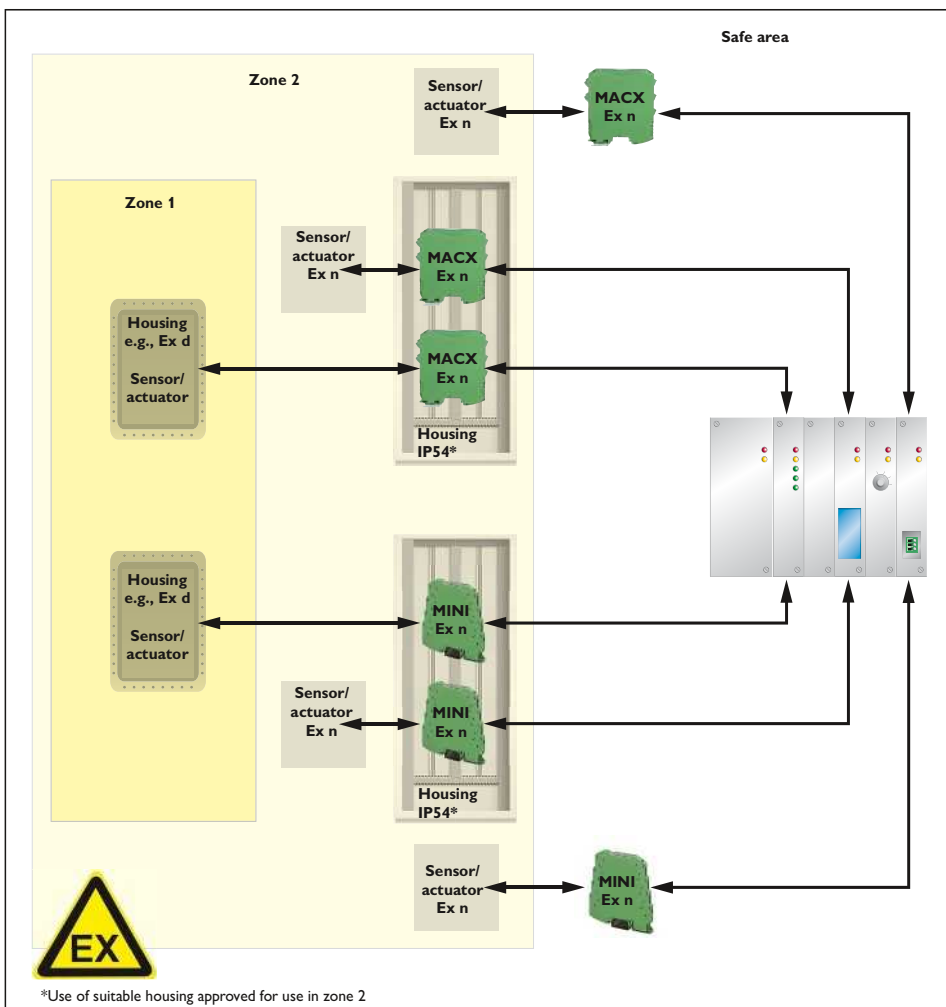 Safe area
Zone 2
Sensor/
actuator
Ex n
MACX
Ex n
Zone 1
Sensor/
actuator
Ex n
MACX
Ex n
Housing
e.g., Ex d
Sensor/
actuator
MACX
Ex n
Housing
IP54*
Housing
e.g., Ex d
Sensor/
actuator
MINI
Ex n
Sensor/
actuator
Ex n
MINI
Ex n
Housing
IP54*
Sensor/
actuator
Ex n
MINI
Ex n
EX
*Use of suitable housing approved for use in zone 2